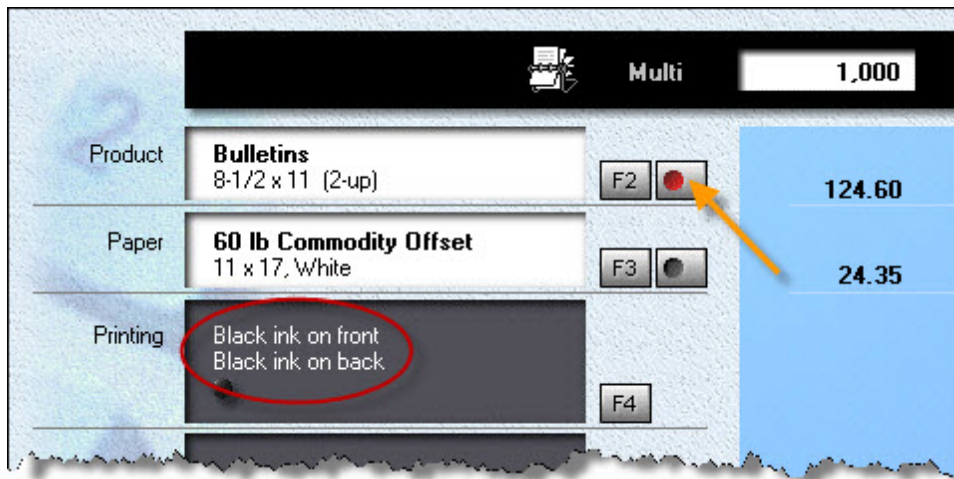 Multi 1,000
Product
Bulletins
8-1/2 x 11 (2-up)
F2
124.60
Paper
60 lb Commodity Offset
11 x 17, White
F3
24.35
Printing
Black ink on front
Black ink on back
F4